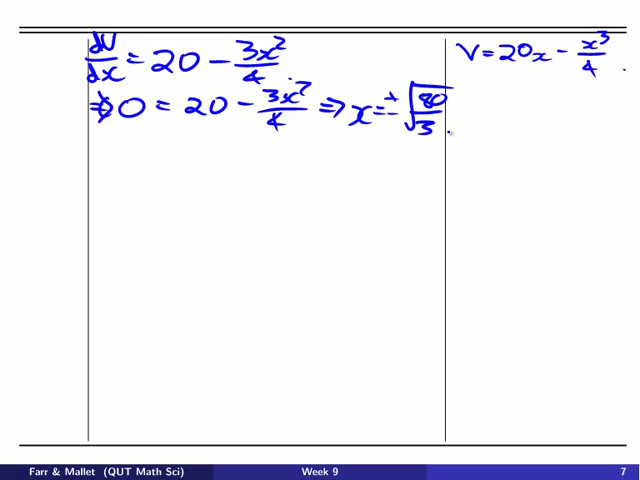 dV/dx = 20 - 3x²/4
V = 20x - x³/4 .
⇒ 0 = 20 - 3x²/4 ⇒ x = ± √(80/3) .
Farr & Mallet (QUT Math Sci) Week 9 7